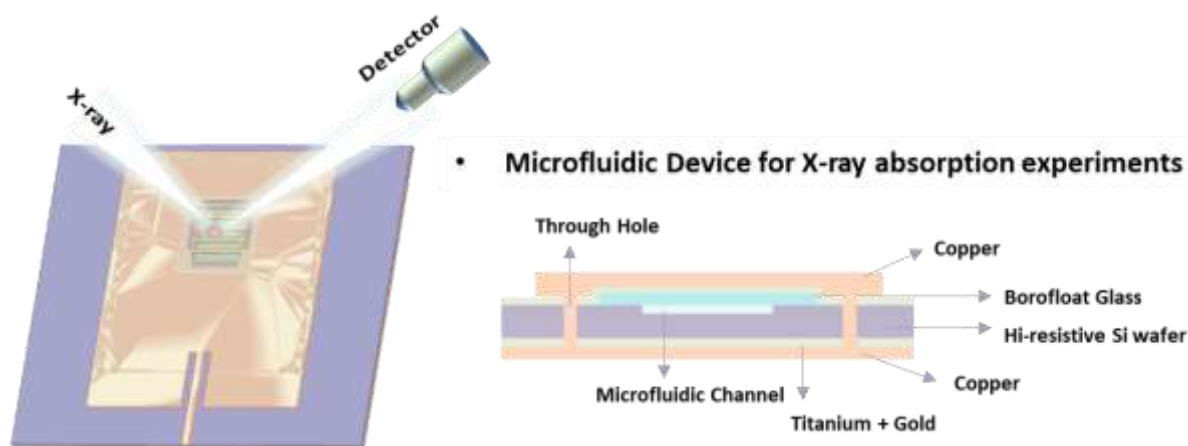 Detector
X-ray
• Microfluidic Device for X-ray absorption experiments
Through Hole
Copper
Borofloat Glass
Hi-resistive Si wafer
Copper
Microfluidic Channel
Titanium + Gold